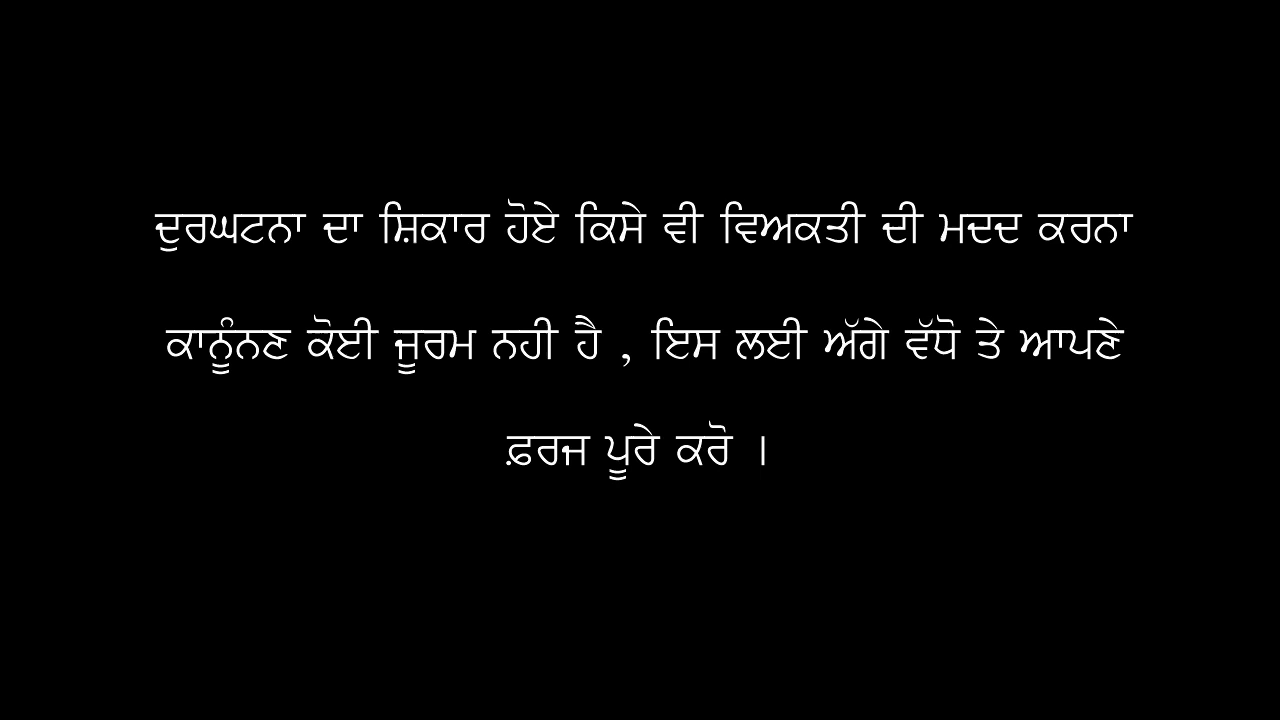 ਦੁਰਘਟਨਾ ਦਾ ਸ਼ਿਕਾਰ ਹੋਏ ਕਿਸੇ ਵੀ ਵਿਅਕਤੀ ਦੀ ਮਦਦ ਕਰਨਾ
ਕਾਨੂੰਨਣ ਕੋਈ ਜੂਰਮ ਨਹੀ ਹੈ , ਇਸ ਲਈ ਅੱਗੇ ਵੱਧੋ ਤੇ ਆਪਣੇ
ਫ਼ਰਜ ਪੂਰੇ ਕਰੋ ।